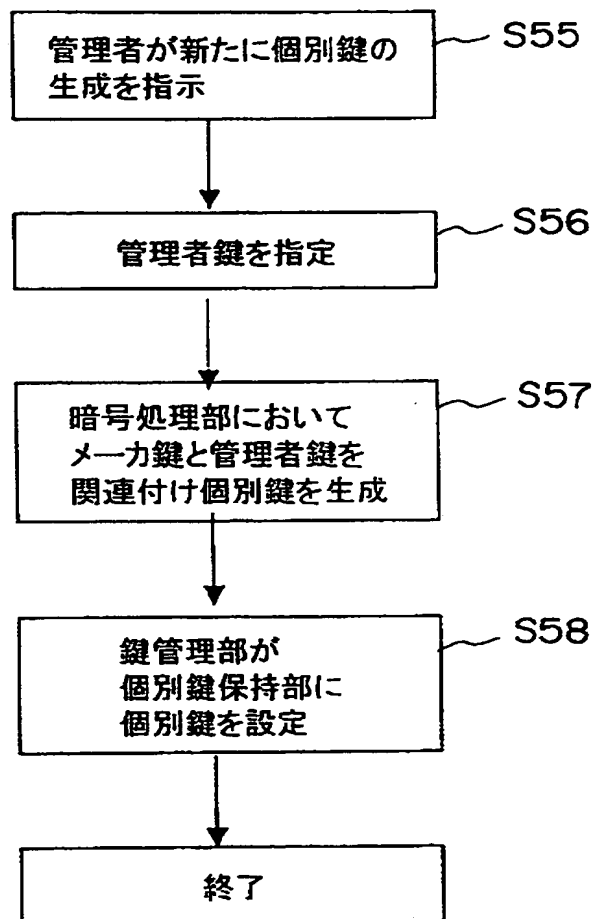 管理者が新たに個別鍵の
生成を指示
S55
管理者鍵を指定
S56
暗号処理部において
メーカ鍵と管理者鍵を
関連付け個別鍵を生成
S57
鍵管理部が
個別鍵保持部に
個別鍵を設定
S58
終了